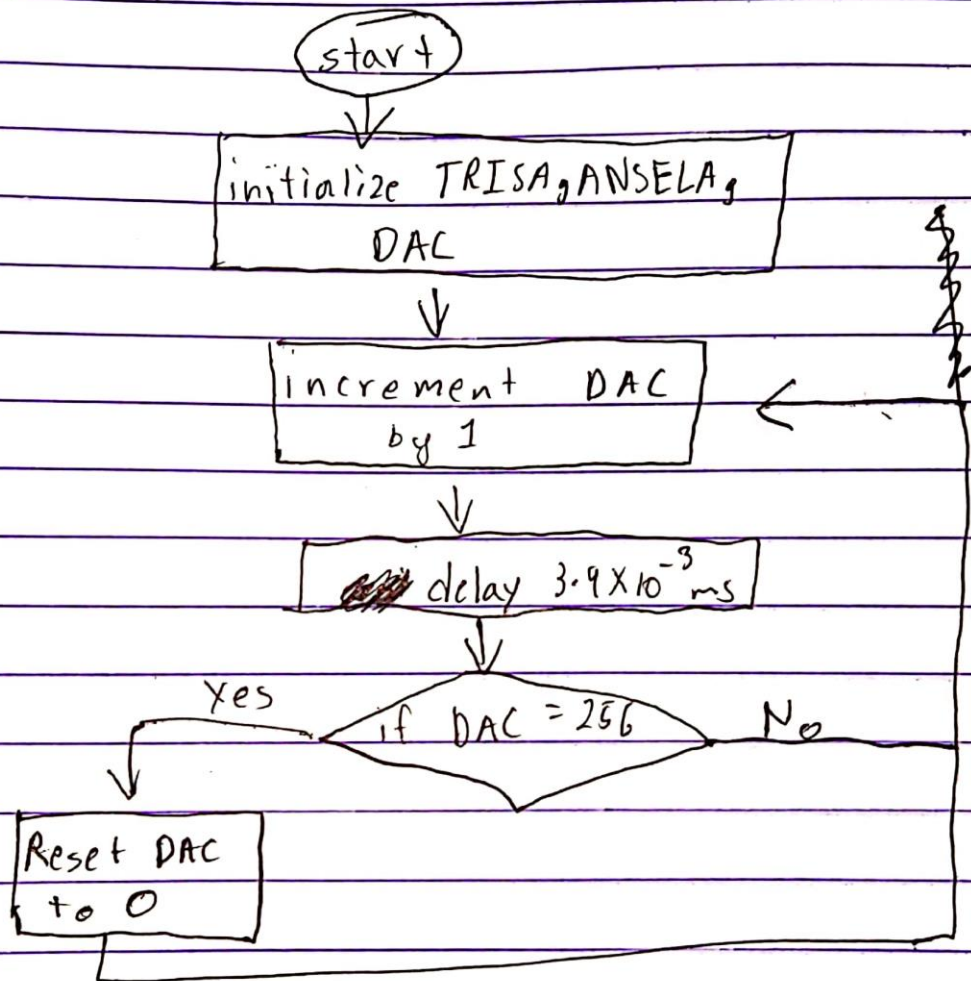 start
initialize TRISA, ANSELA,
DAC
increment DAC
by 1
delay 3.9X10⁻³ ms
if DAC = 256
Yes
No
Reset DAC
to 0